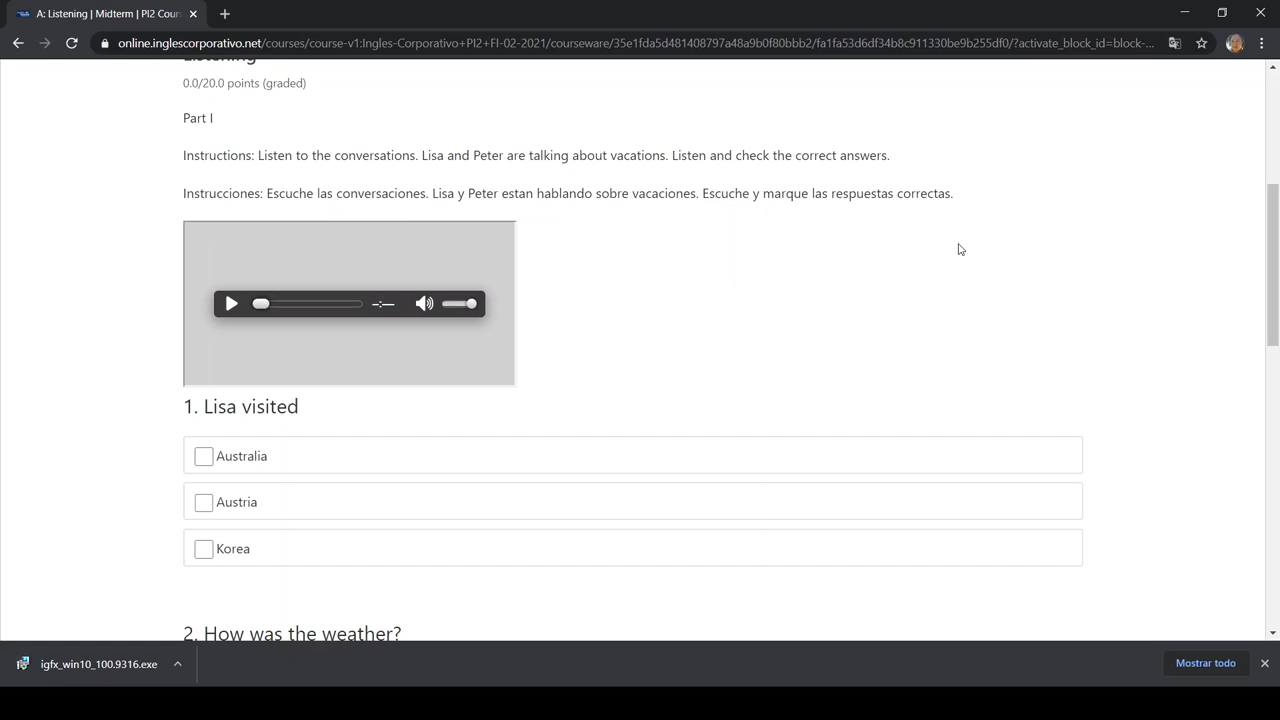 A: Listening | Midterm | PI2 Cour
online.inglescorporativo.net/courses/course-v1:Ingles-Corporativo+PI2+FI-02-2021/courseware/35e1fda5d481408797a48a9b0f80bbb2/fa1fa53d6df34b8c911330be9b255df0/?activate_block_id=block-...
Listening
0.0/20.0 points (graded)
Part I
Instructions: Listen to the conversations. Lisa and Peter are talking about vacations. Listen and check the correct answers.
Instrucciones: Escuche las conversaciones. Lisa y Peter estan hablando sobre vacaciones. Escuche y marque las respuestas correctas.
--:--
1. Lisa visited
Australia
Austria
Korea
2. How was the weather?
igfx_win10_100.9316.exe
Mostrar todo